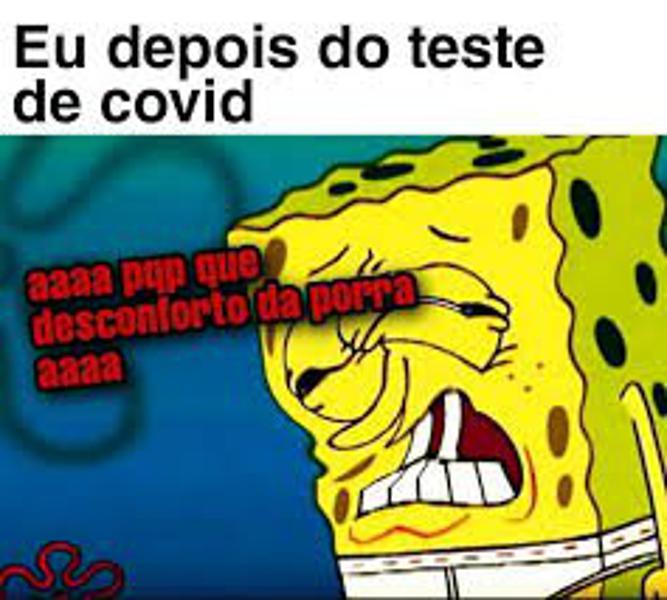 Eu depois do teste
de covid
aaaa pqp que
desconforto da porra
aaaa